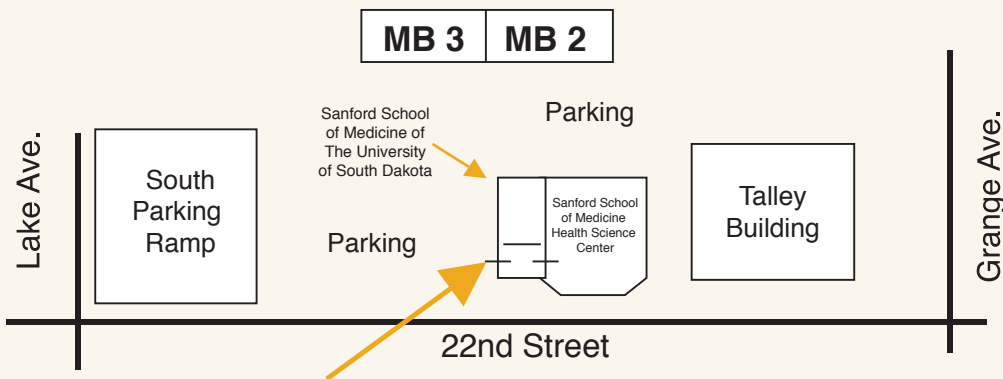 MB 3 MB 2
Parking
Sanford School
of Medicine of
The University
of South Dakota
Lake Ave.
South
Parking
Ramp
Parking
Sanford School
of Medicine
Health Science
Center
Talley
Building
Grange Ave.
22nd Street